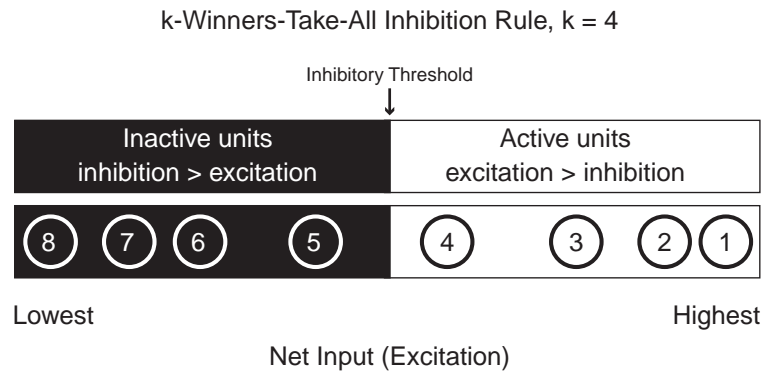 k-Winners-Take-All Inhibition Rule, k = 4
Inhibitory Threshold
Inactive units
inhibition > excitation
Active units
excitation > inhibition
8 7 6 5 4 3 2 1
Lowest
Highest
Net Input (Excitation)